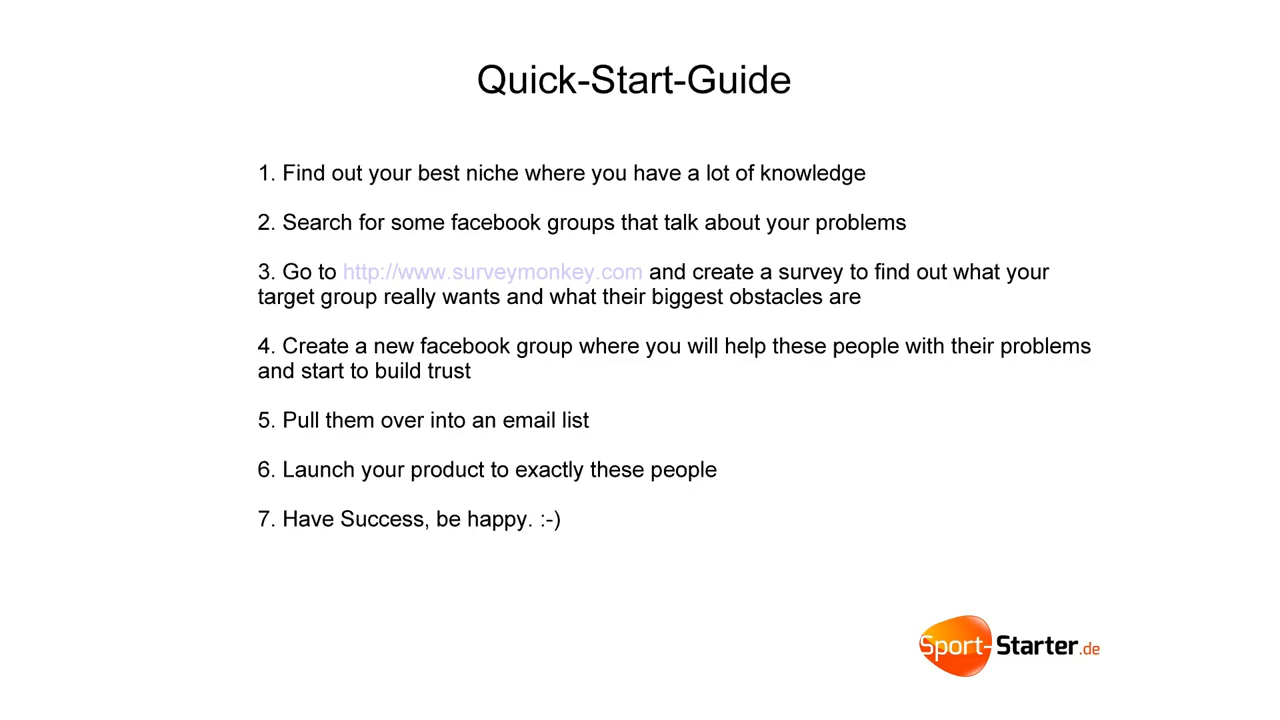 Quick-Start-Guide
1. Find out your best niche where you have a lot of knowledge
2. Search for some facebook groups that talk about your problems
3. Go to http://www.surveymonkey.com and create a survey to find out what your
target group really wants and what their biggest obstacles are
4. Create a new facebook group where you will help these people with their problems
and start to build trust
5. Pull them over into an email list
6. Launch your product to exactly these people
7. Have Success, be happy. :-)
Sport-Starter.de